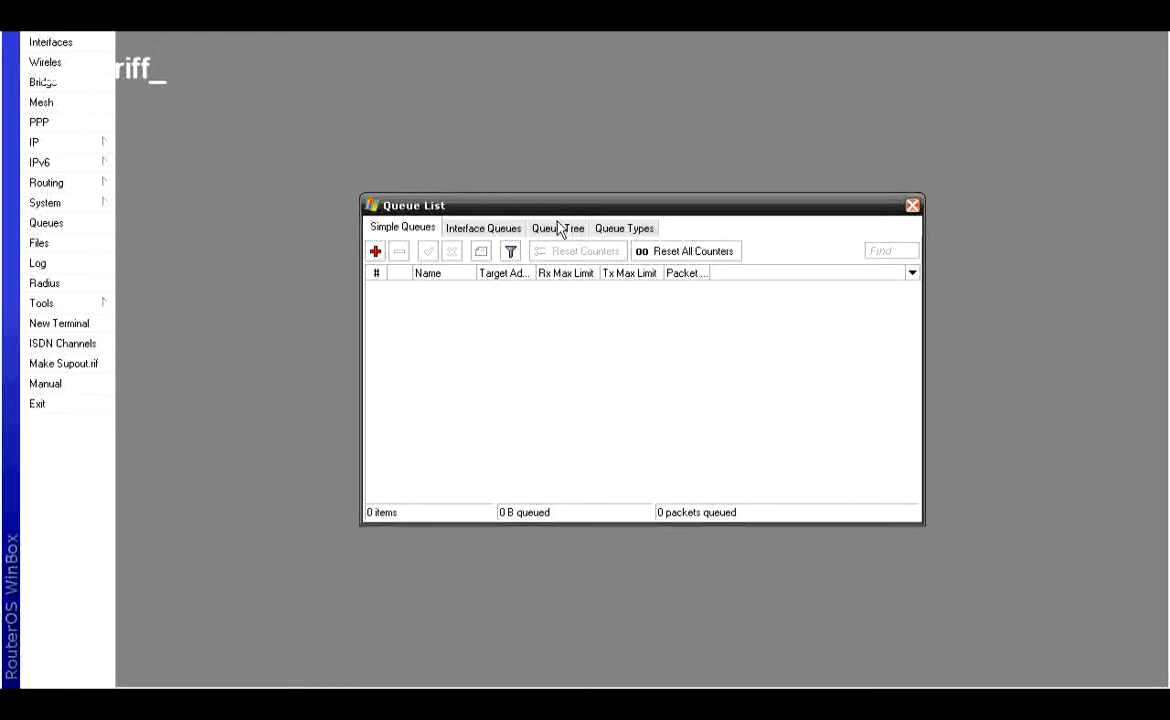 Interfaces
Wireles
riff_
Bridge
Mesh
PPP
IP
IPv6
Routing
System
Queues
Files
Log
Radius
Tools
New Terminal
ISDN Channels
Make Supout.rif
Manual
Exit
RouterOS WinBox
Queue List
Simple Queues Interface Queues Queue Tree Queue Types
Reset Counters 00 Reset All Counters Find
# Name Target Ad... Rx Max Limit Tx Max Limit Packet ...
0 items 0 B queued 0 packets queued